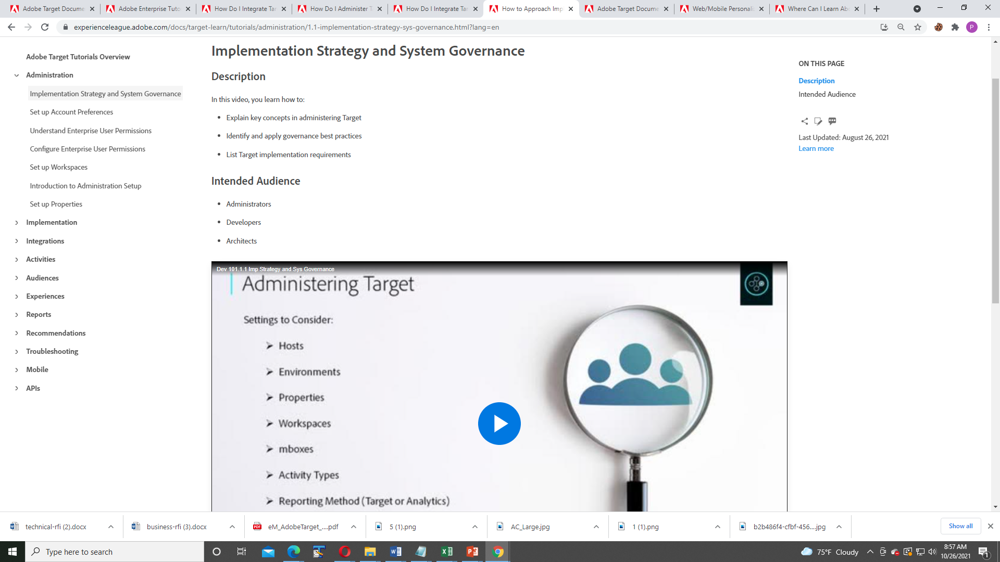 Adobe Target Docume
Adobe Enterprise Tuto
How Do I Integrate Tar
How Do I Administer T
How Do I Integrate Tar
How to Approach Imp
Adobe Target Docume
Web/Mobile Personali
Where Can I Learn Abo
experienceleague.adobe.com/docs/target-learn/tutorials/administration/1.1-implementation-strategy-sys-governance.html?lang=en
P
Adobe Target Tutorials Overview
Administration
Implementation Strategy and System Governance
Set up Account Preferences
Understand Enterprise User Permissions
Configure Enterprise User Permissions
Set up Workspaces
Introduction to Administration Setup
Set up Properties
Implementation
Integrations
Activities
Audiences
Experiences
Reports
Recommendations
Troubleshooting
Mobile
APIs
Implementation Strategy and System Governance
Description
In this video, you learn how to:
• Explain key concepts in administering Target
• Identify and apply governance best practices
• List Target implementation requirements
Intended Audience
• Administrators
• Developers
• Architects
Dev 101.1.1 Imp Strategy and Sys Governance
Administering Target
Settings to Consider:
➢ Hosts
➢ Environments
➢ Properties
➢ Workspaces
➢ mboxes
➢ Activity Types
➢ Reporting Method (Target or Analytics)
ON THIS PAGE
Description
Intended Audience
Last Updated: August 26, 2021
Learn more
technical-rfi (2).docx
business-rfi (3).docx
eM_AdobeTarget_....pdf
5 (1).png
AC_Large.jpg
1 (1).png
b2b486f4-cfbf-456....jpg
Show all
Type here to search
75°F Cloudy
8:57 AM
10/26/2021
1